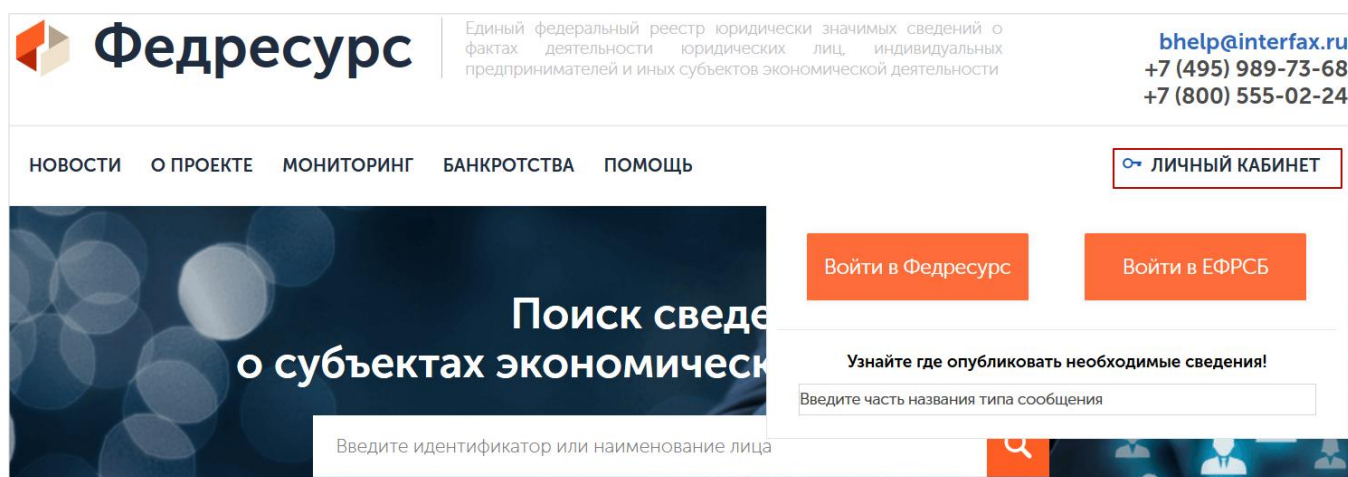 Федресурс
Единый федеральный реестр юридически значимых сведений о
фактах деятельности юридических лиц, индивидуальных
предпринимателей и иных субъектов экономической деятельности
bhelp@interfax.ru
+7 (495) 989-73-68
+7 (800) 555-02-24
НОВОСТИ О ПРОЕКТЕ МОНИТОРИНГ БАНКРОТСТВА ПОМОЩЬ
ЛИЧНЫЙ КАБИНЕТ
Войти в Федресурс
Войти в ЕФРСБ
Узнайте где опубликовать необходимые сведения!
Введите часть названия типа сообщения
Поиск сведе
о субъектах экономическ
Введите идентификатор или наименование лица